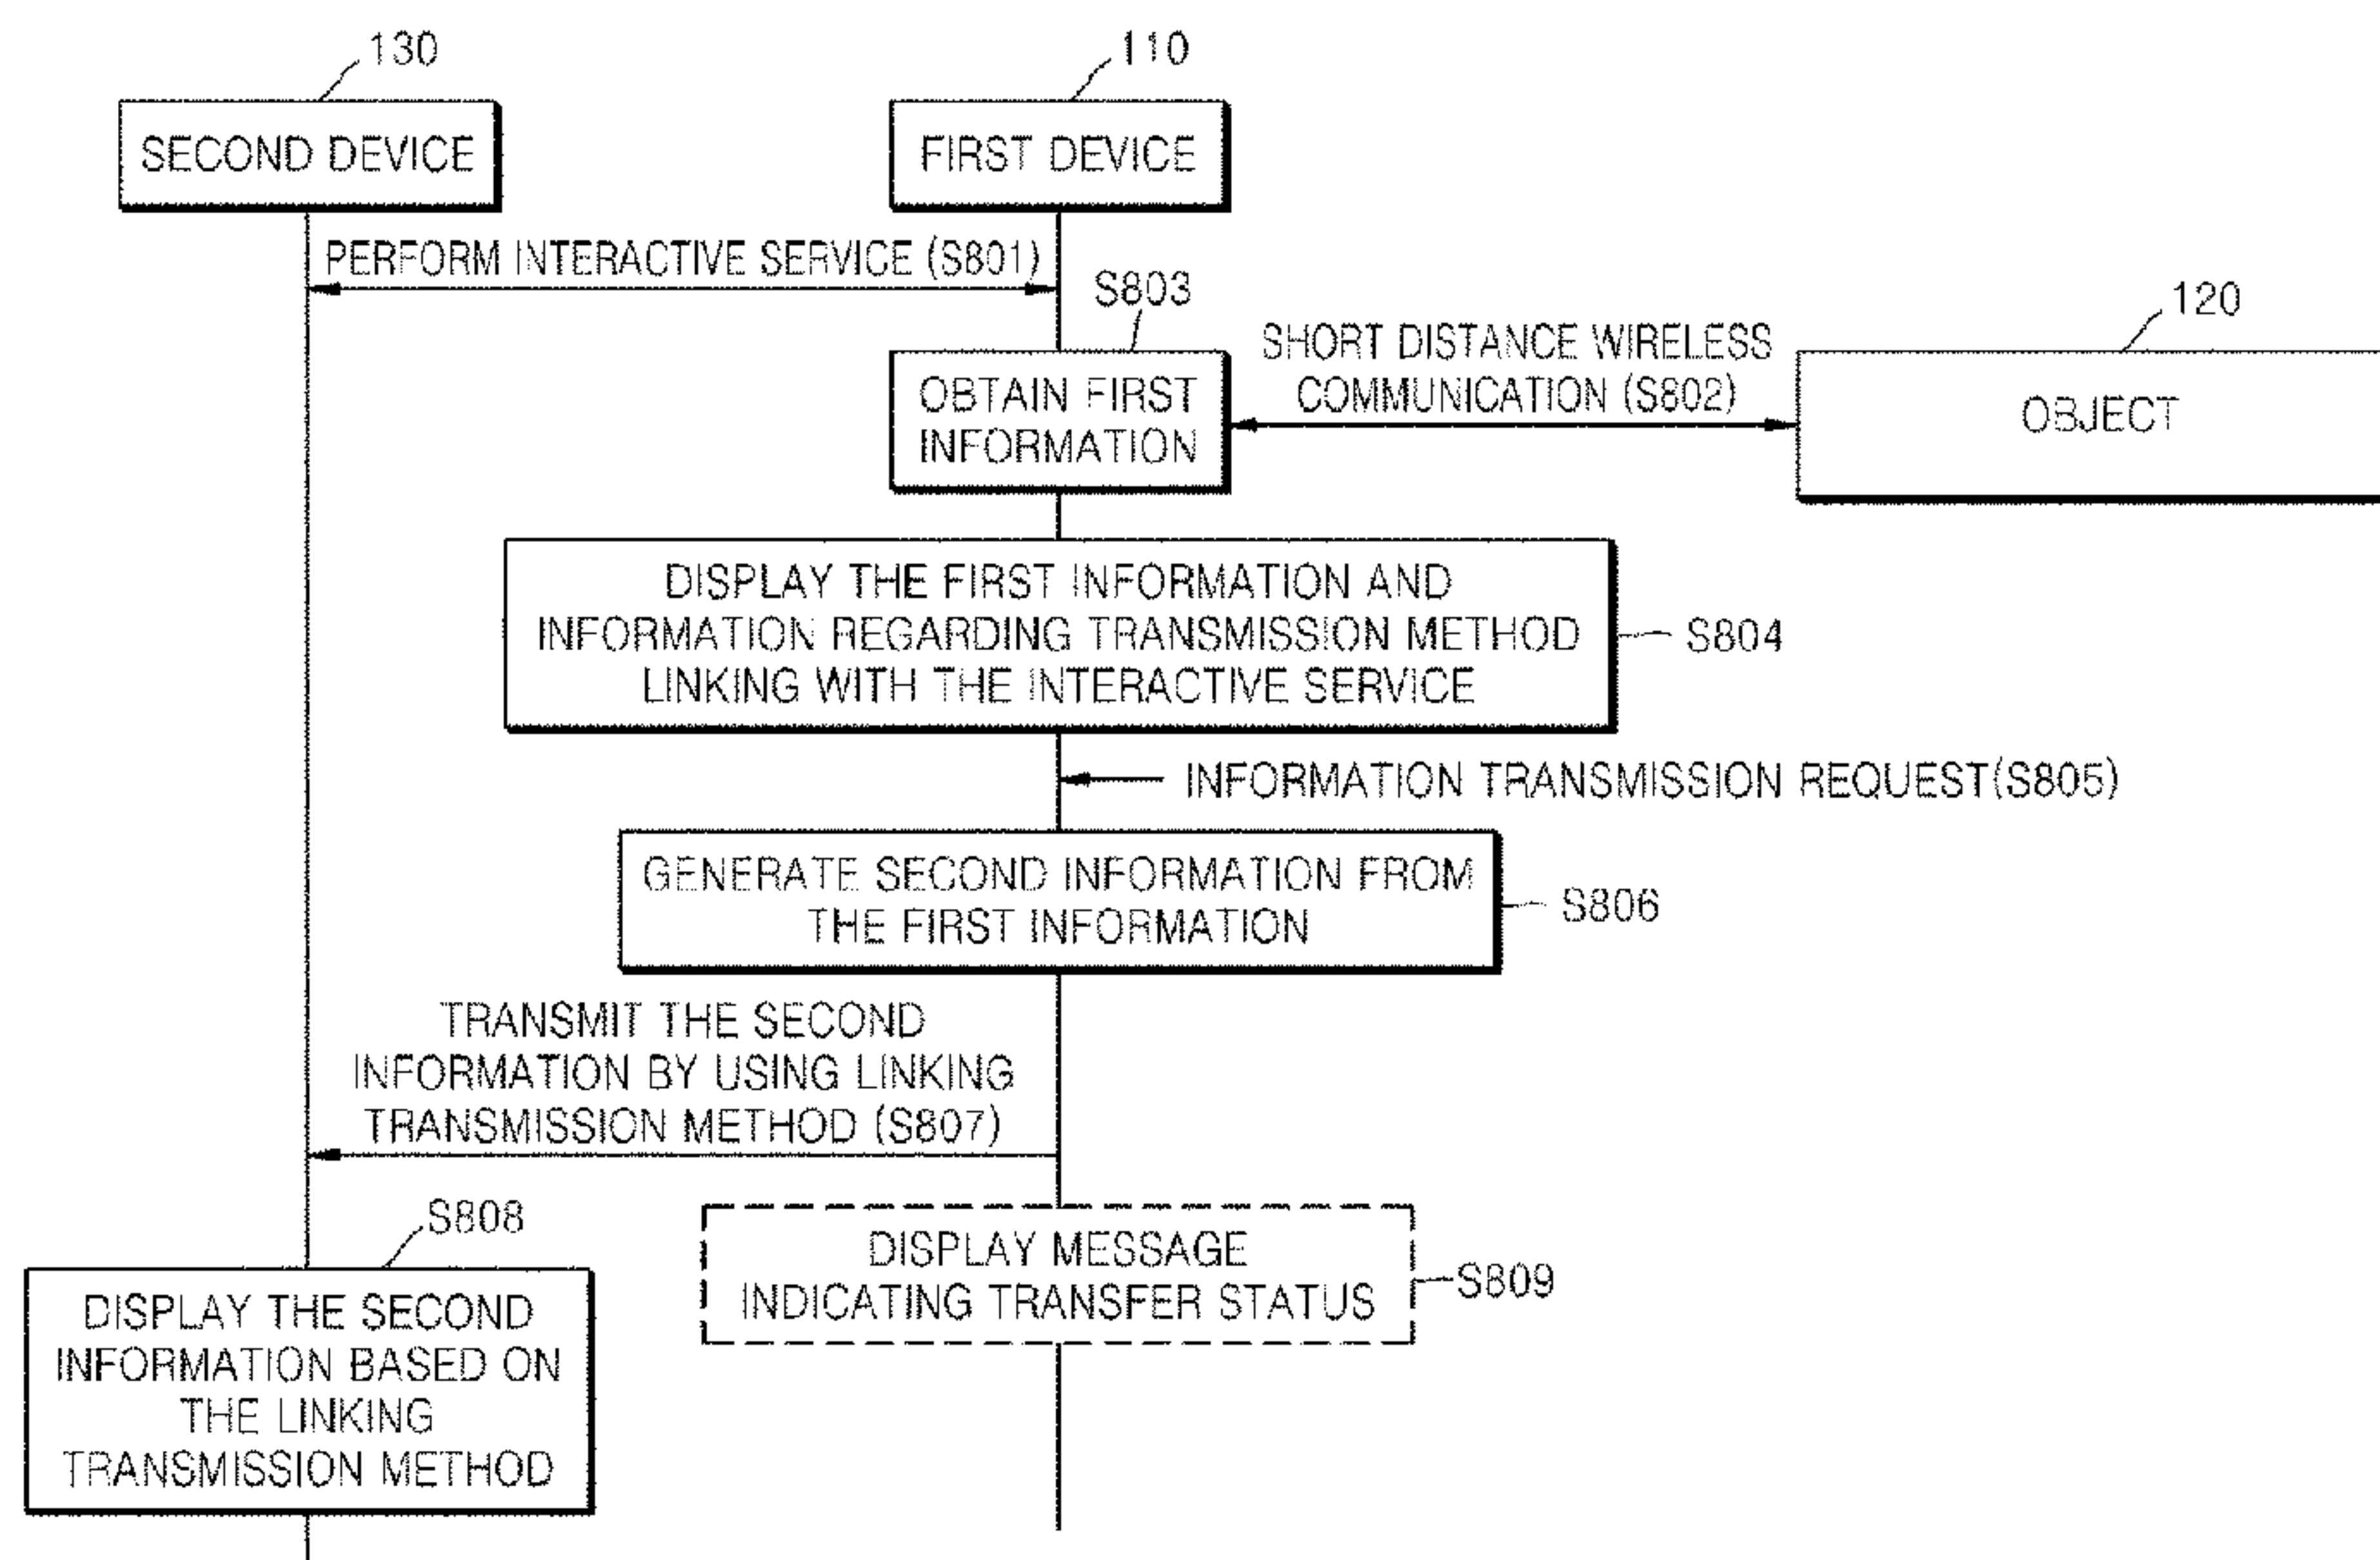 130
110
SECOND DEVICE
FIRST DEVICE
PERFORM INTERACTIVE SERVICE (S801)
S803
120
SHORT DISTANCE WIRELESS
COMMUNICATION (S802)
OBTAIN FIRST
INFORMATION
OBJECT
DISPLAY THE FIRST INFORMATION AND
INFORMATION REGARDING TRANSMISSION METHOD
LINKING WITH THE INTERACTIVE SERVICE
S804
INFORMATION TRANSMISSION REQUEST(S805)
GENERATE SECOND INFORMATION FROM
THE FIRST INFORMATION
S806
TRANSMIT THE SECOND
INFORMATION BY USING LINKING
TRANSMISSION METHOD (S807)
S808
DISPLAY MESSAGE
INDICATING TRANSFER STATUS
S809
DISPLAY THE SECOND
INFORMATION BASED ON
THE LINKING
TRANSMISSION METHOD